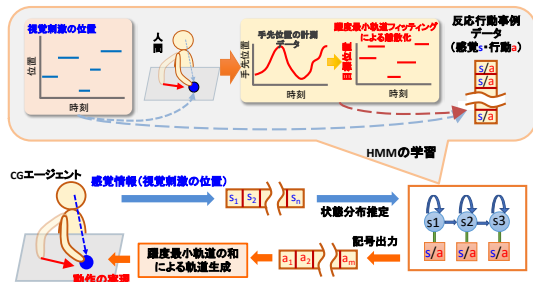 視覚刺激の位置
位置
時刻
人
間
手先位置の計測
データ
手先位置
時刻
躍度最小軌道フィッティング
による離散化
目標位置
時刻
反応行動事例
データ
(感覚s・行動a)
s/a
s/a
s/a
s/a
HMMの学習
CGエージェント
感覚情報(視覚刺激の位置)
s1 s2 sn
状態分布推定
s1 s2 s3
s/a s/a s/a
記号出力
a1 a2 am
躍度最小軌道の和
による軌道生成
動作の実現